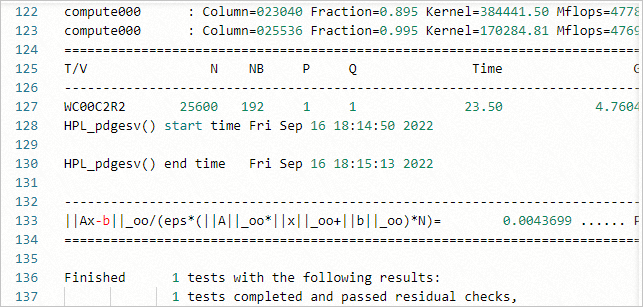 122 compute000 : Column=023040 Fraction=0.895 Kernel=384441.50 Mflops=4778
123 compute000 : Column=025536 Fraction=0.995 Kernel=170284.81 Mflops=4769
124 ================================================================================
125 T/V N NB P Q Time G
126 --------------------------------------------------------------------------------
127 WC00C2R2 25600 192 1 1 23.50 4.7604
128 HPL_pdgesv() start time Fri Sep 16 18:14:50 2022
129
130 HPL_pdgesv() end time Fri Sep 16 18:15:13 2022
131
132 --------------------------------------------------------------------------------
133 ||Ax-b||_oo/(eps*(||A||_oo*||x||_oo+||b||_oo)*N)= 0.0043699 ...... P
134 ================================================================================
135
136 Finished 1 tests with the following results:
137 1 tests completed and passed residual checks,